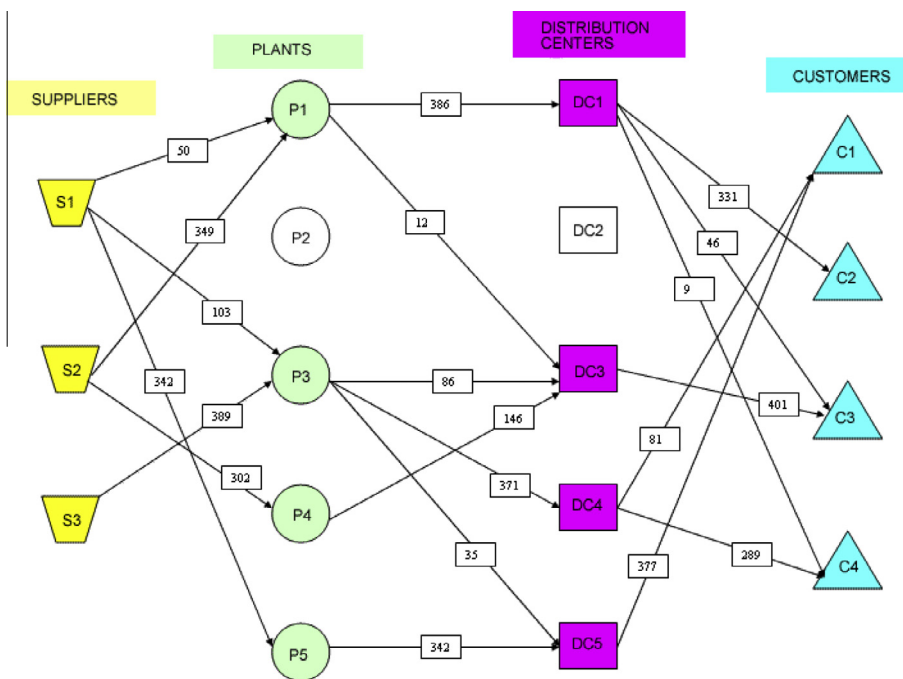 DISTRIBUTION
CENTERS
PLANTS
CUSTOMERS
SUPPLIERS
P1
386
DC1
50
C1
S1
331
349
12
P2
DC2
46
C2
9
103
S2
342
P3
86
DC3
401
C3
389
146
81
302
371
S3
P4
DC4
35
289
377
C4
P5
342
DC5